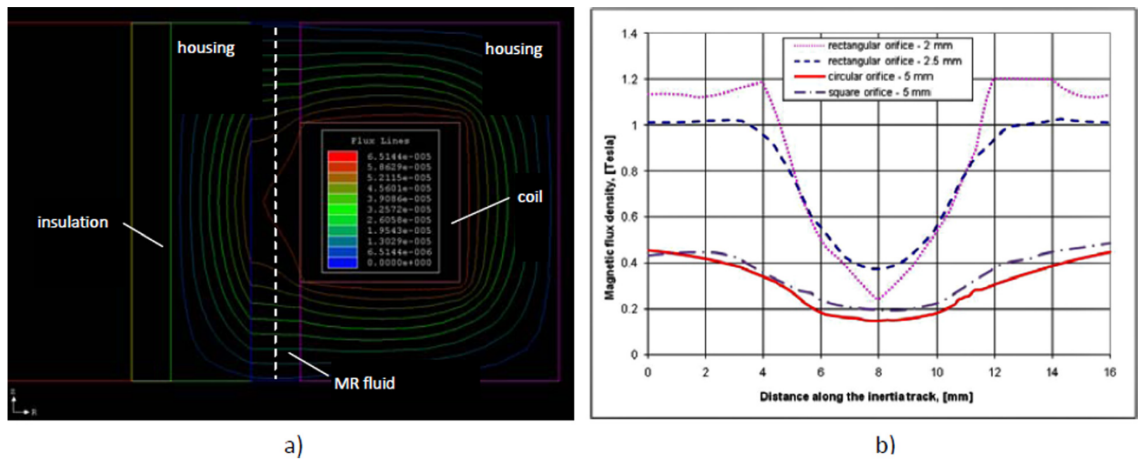 housing
housing
Flux Lines
6.5144e-005
5.8629e-005
5.2115e-005
4.5601e-005
3.9086e-005
3.2572e-005
2.6058e-005
1.9543e-005
1.3029e-005
6.5144e-006
0.0000e+000
insulation
coil
MR fluid
Z
R
a)
rectangular orifice - 2 mm
rectangular orifice - 2.5 mm
circular orifice - 5 mm
square orifice - 5 mm
Magnetic flux density, [Tesla]
1.4
1.2
1
0.8
0.6
0.4
0.2
0
0 2 4 6 8 10 12 14 16
Distance along the inertia track, [mm]
b)